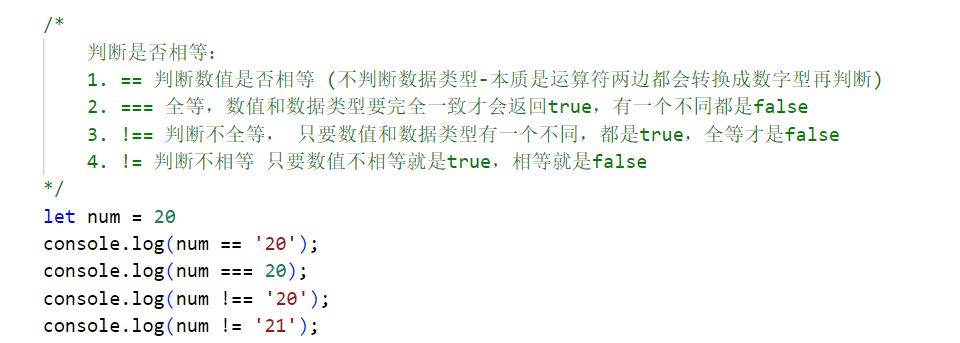 /*
判断是否相等：
1. == 判断数值是否相等 (不判断数据类型-本质是运算符两边都会转换成数字型再判断)
2. === 全等，数值和数据类型要完全一致才会返回true，有一个不同都是false
3. !== 判断不全等， 只要数值和数据类型有一个不同，都是true，全等才是false
4. != 判断不相等 只要数值不相等就是true，相等就是false
*/
let num = 20
console.log(num == '20');
console.log(num === 20);
console.log(num !== '20');
console.log(num != '21');